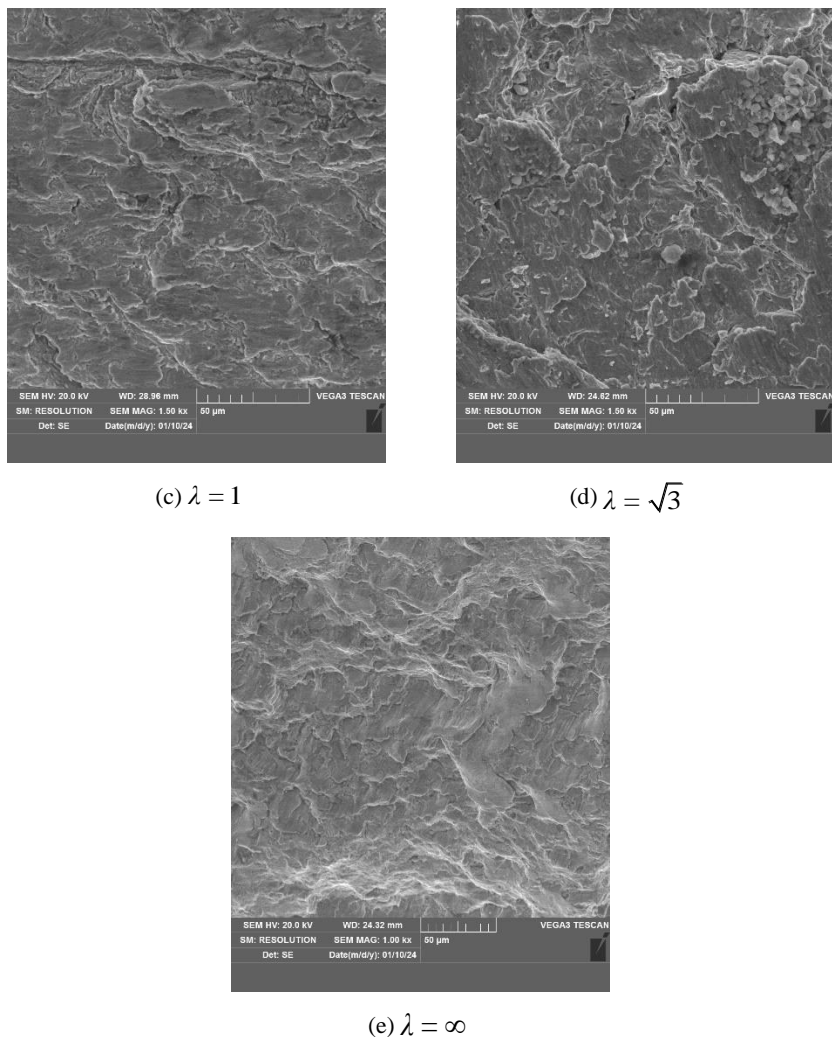 SEM HV: 20.0 kV WD: 28.96 mm VEGA3 TESCAN
SM: RESOLUTION SEM MAG: 1.50 kx 50 µm
Det: SE Date(m/d/y): 01/10/24
(c) λ = 1
SEM HV: 20.0 kV WD: 24.62 mm VEGA3 TESCAN
SM: RESOLUTION SEM MAG: 1.50 kx 50 µm
Det: SE Date(m/d/y): 01/10/24
(d) λ = √3
SEM HV: 20.0 kV WD: 24.32 mm VEGA3 TESCAN
SM: RESOLUTION SEM MAG: 1.00 kx 50 µm
Det: SE Date(m/d/y): 01/10/24
(e) λ = ∞